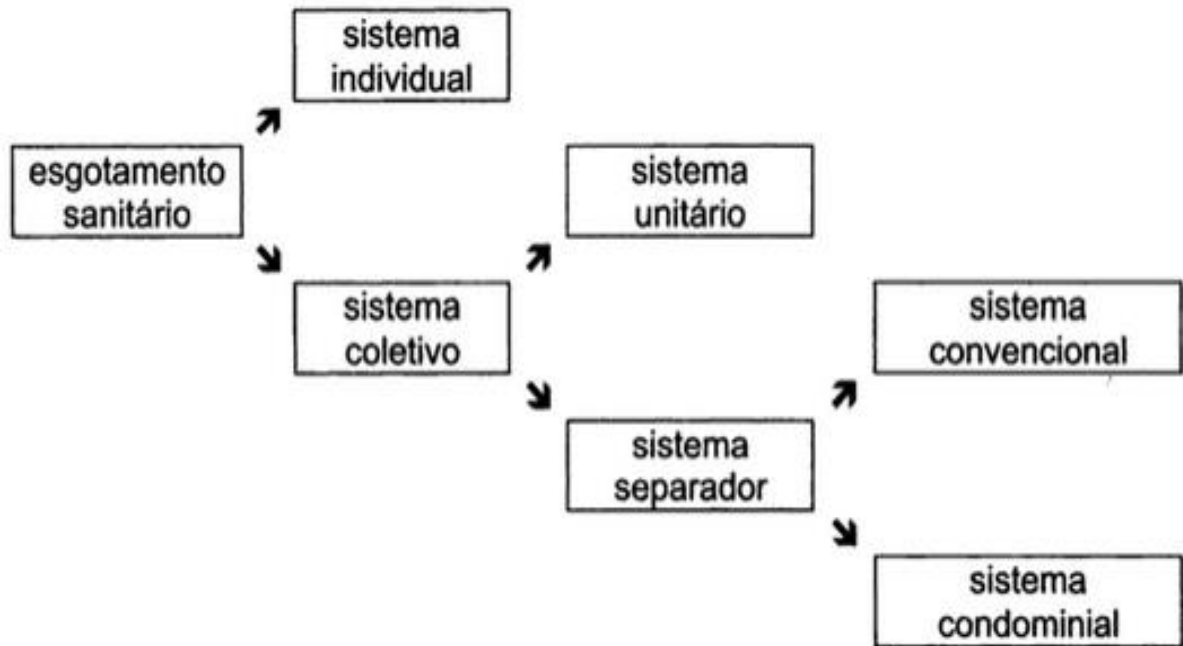 sistema
individual
esgotamento
sanitário
sistema
unitário
sistema
coletivo
sistema
convencional
sistema
separador
sistema
condominial